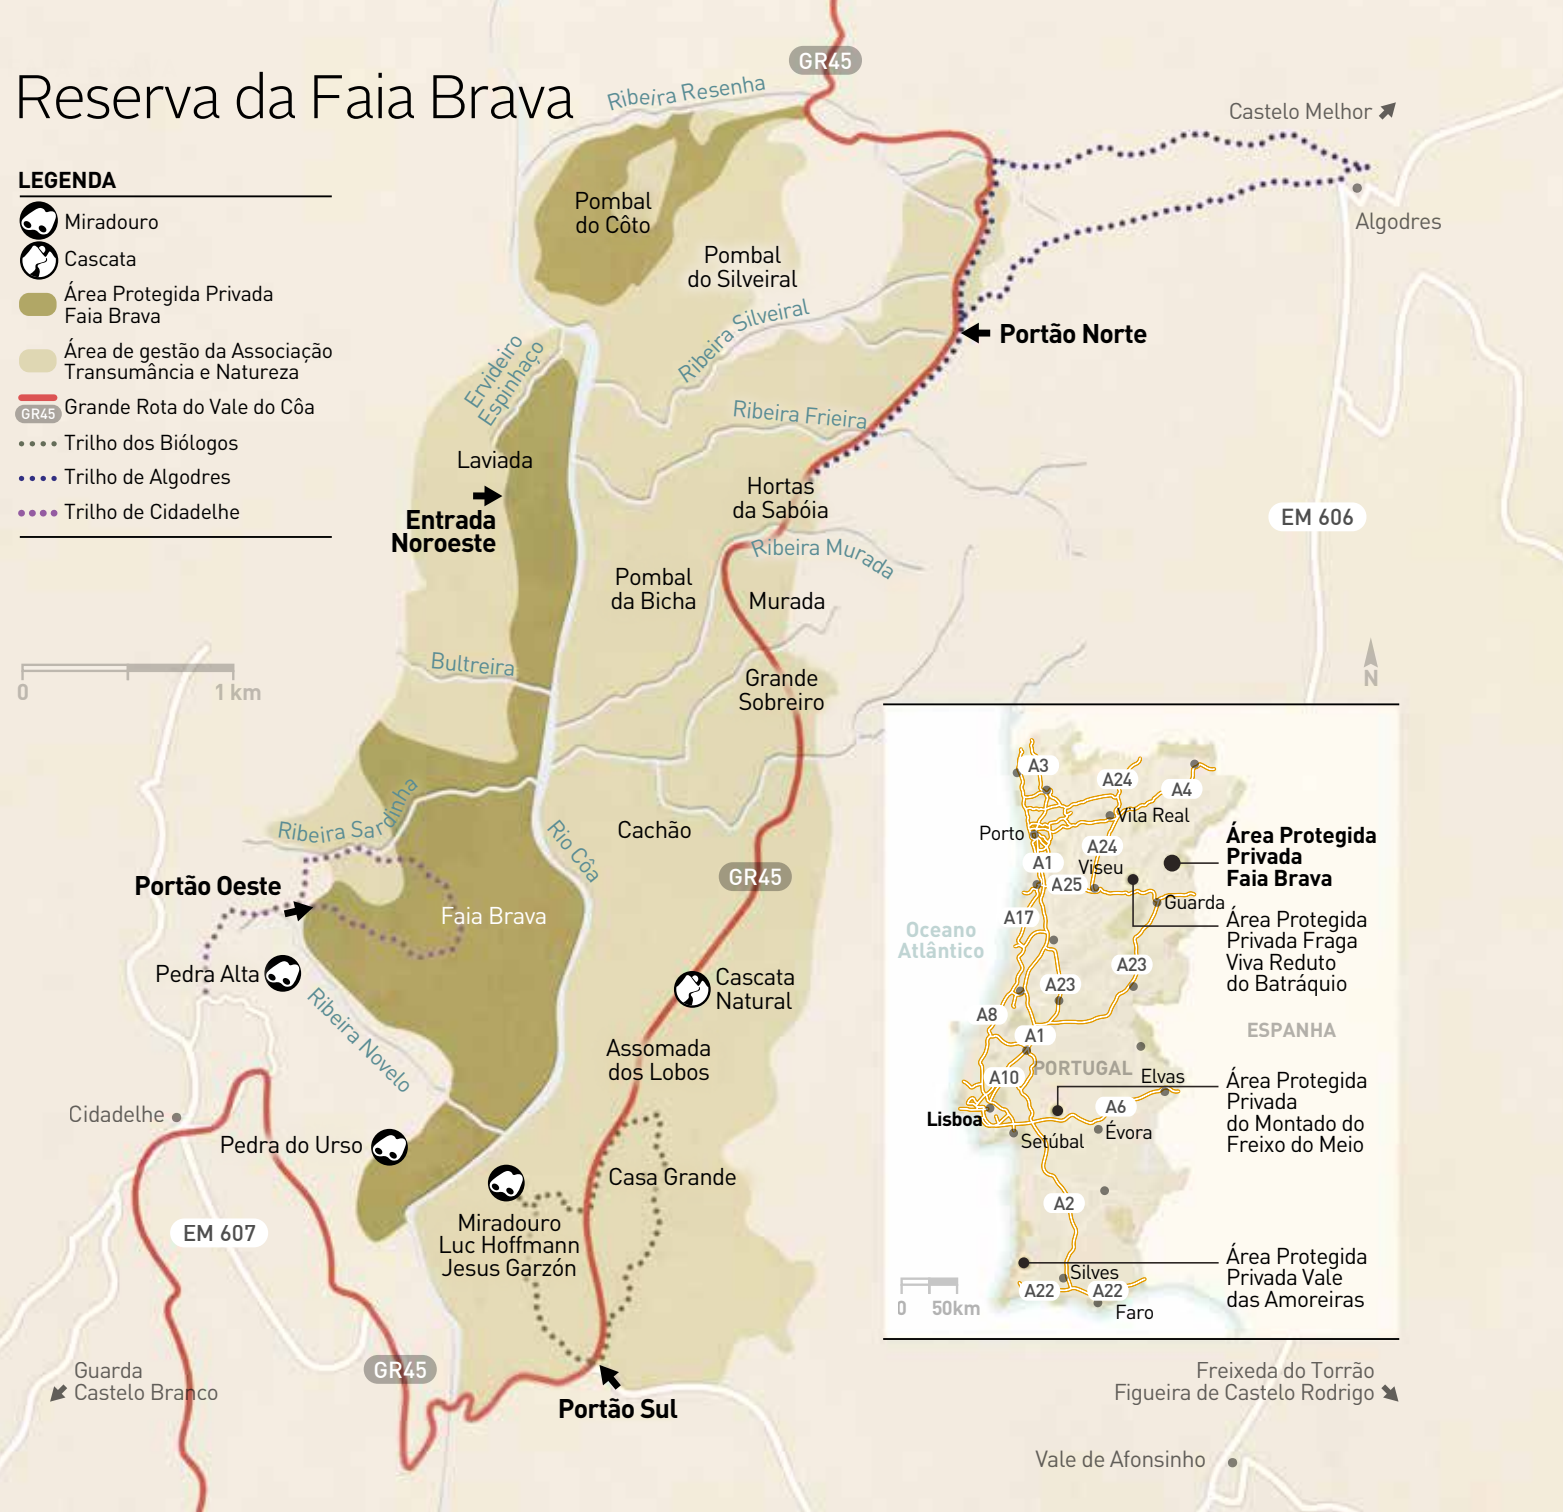 Reserva da Faia Brava
LEGENDA
Miradouro
Cascata
Área Protegida Privada
Faia Brava
Área de gestão da Associação
Transumância e Natureza
GR45
Grande Rota do Vale do Côa
Trilho dos Biólogos
Trilho de Algodres
Trilho de Cidadelhe
0
1 km
GR45
Ribeira Resenha
Castelo Melhor
Algodres
Pombal
do Côto
Pombal
do Silveiral
Ribeira Silveiral
Portão Norte
Ervideiro
Espinhaço
Ribeira Frieira
Laviada
Entrada
Noroeste
Hortas
da Sabóia
EM 606
Ribeira Murada
Pombal
da Bicha
Murada
Bultreira
Grande
Sobreiro
N
Ribeira Sardinha
Rio Côa
Cachão
GR45
Portão Oeste
Faia Brava
Pedra Alta
Cascata
Natural
Ribeira Novelo
Assomada
dos Lobos
Cidadelhe
Pedra do Urso
Casa Grande
EM 607
Miradouro
Luc Hoffmann
Jesus Garzón
GR45
Guarda
Castelo Branco
Portão Sul
A3
A24
A4
Vila Real
Porto
A24
A1
Viseu
A25
Guarda
A17
Oceano
Atlântico
A23
A23
A8
A1
PORTUGAL
ESPANHA
A10
Elvas
A6
Lisboa
Évora
Setúbal
A2
Silves
A22
A22
Faro
0
50km
Área Protegida
Privada
Faia Brava
Área Protegida
Privada Fraga
Viva Reduto
do Batráquio
Área Protegida
Privada
do Montado do
Freixo do Meio
Área Protegida
Privada Vale
das Amoreiras
Freixeda do Torrão
Figueira de Castelo Rodrigo
Vale de Afonsinho